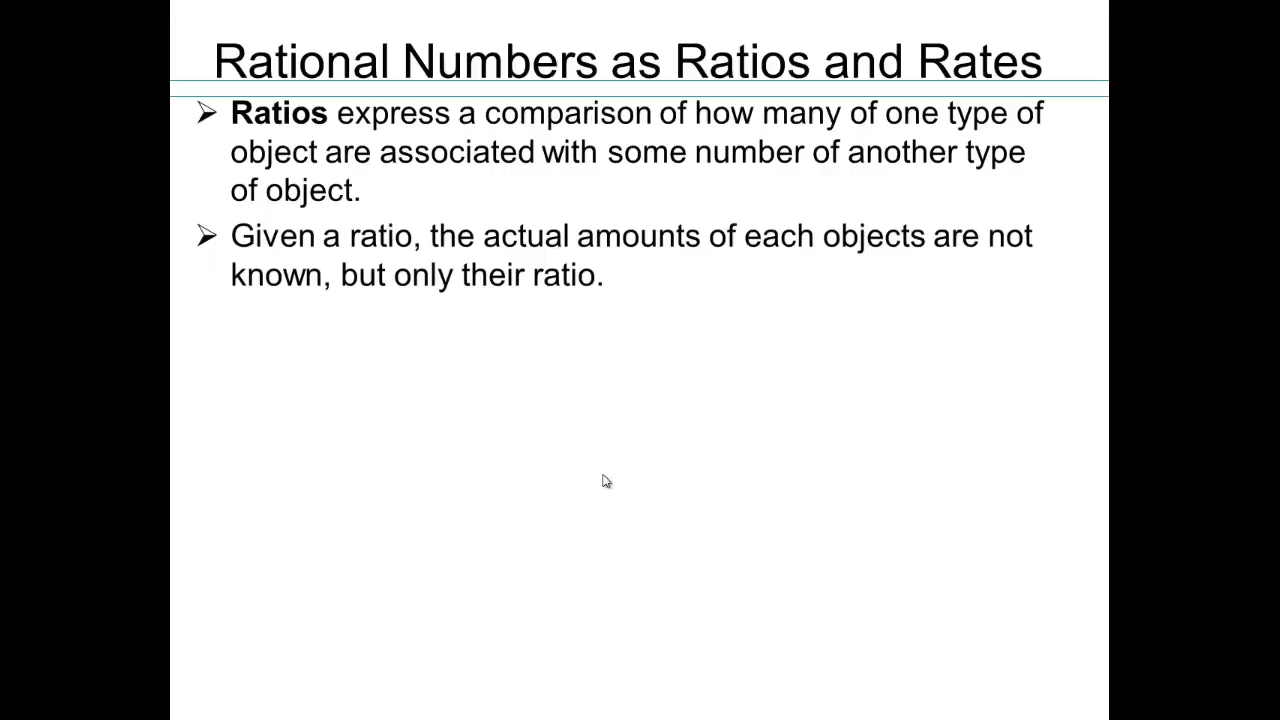 Rational Numbers as Ratios and Rates
➢ Ratios express a comparison of how many of one type of
object are associated with some number of another type
of object.
➢ Given a ratio, the actual amounts of each objects are not
known, but only their ratio.